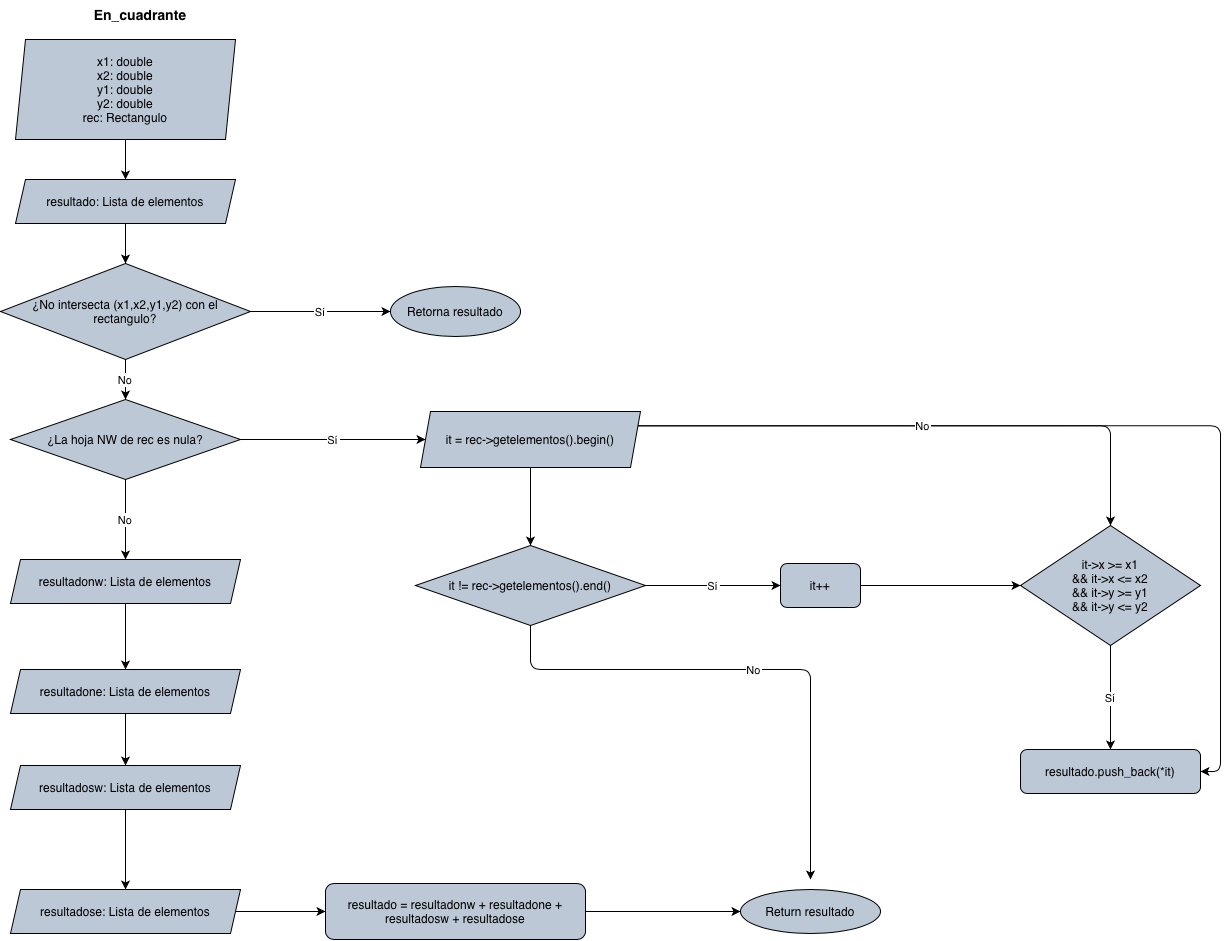 En_cuadrante
x1: double
x2: double
y1: double
y2: double
rec: Rectangulo
resultado: Lista de elementos
¿No intersecta (x1,x2,y1,y2) con el
rectangulo?
Sí
Retorna resultado
No
¿La hoja NW de rec es nula?
Sí
it = rec->getelementos().begin()
No
No
it != rec->getelementos().end()
Sí
it++
it->x >= x1
&& it->x <= x2
&& it->y >= y1
&& it->y <= y2
resultadonw: Lista de elementos
No
Sí
resultadone: Lista de elementos
resultado.push_back(*it)
resultadosw: Lista de elementos
resultadose: Lista de elementos
resultado = resultadonw + resultadone +
resultadosw + resultadose
Return resultado